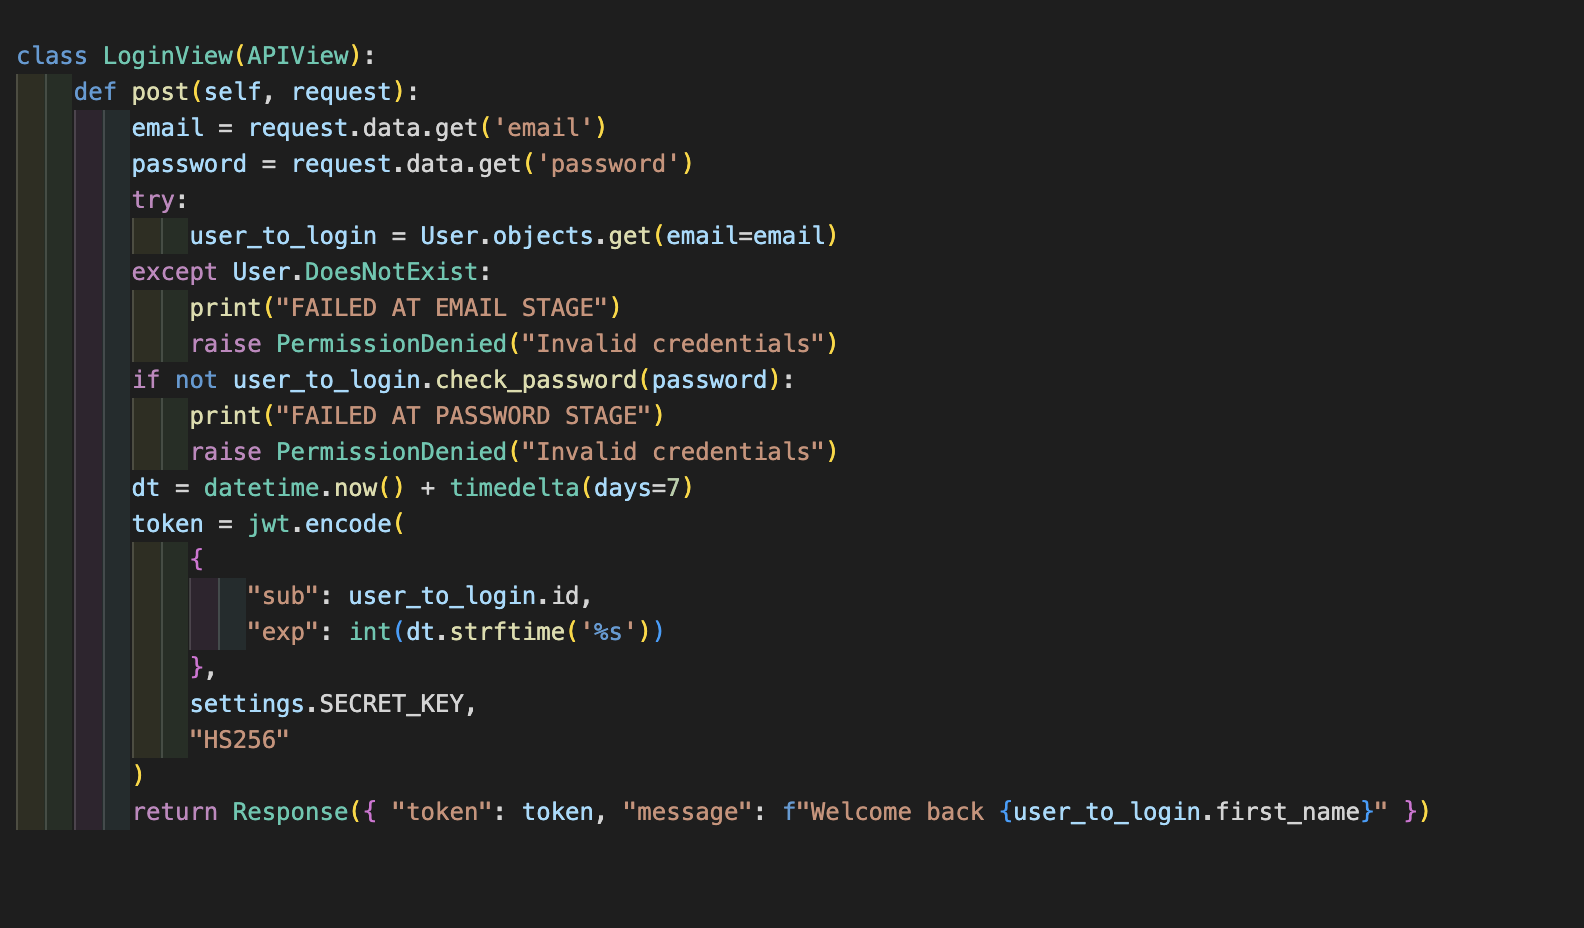 class LoginView(APIView):
    def post(self, request):
        email = request.data.get('email')
        password = request.data.get('password')
        try:
            user_to_login = User.objects.get(email=email)
        except User.DoesNotExist:
            print("FAILED AT EMAIL STAGE")
            raise PermissionDenied("Invalid credentials")
        if not user_to_login.check_password(password):
            print("FAILED AT PASSWORD STAGE")
            raise PermissionDenied("Invalid credentials")
        dt = datetime.now() + timedelta(days=7)
        token = jwt.encode(
            {
                "sub": user_to_login.id,
                "exp": int(dt.strftime('%s'))
            },
            settings.SECRET_KEY,
            "HS256"
        )
        return Response({ "token": token, "message": f"Welcome back {user_to_login.first_name}" })